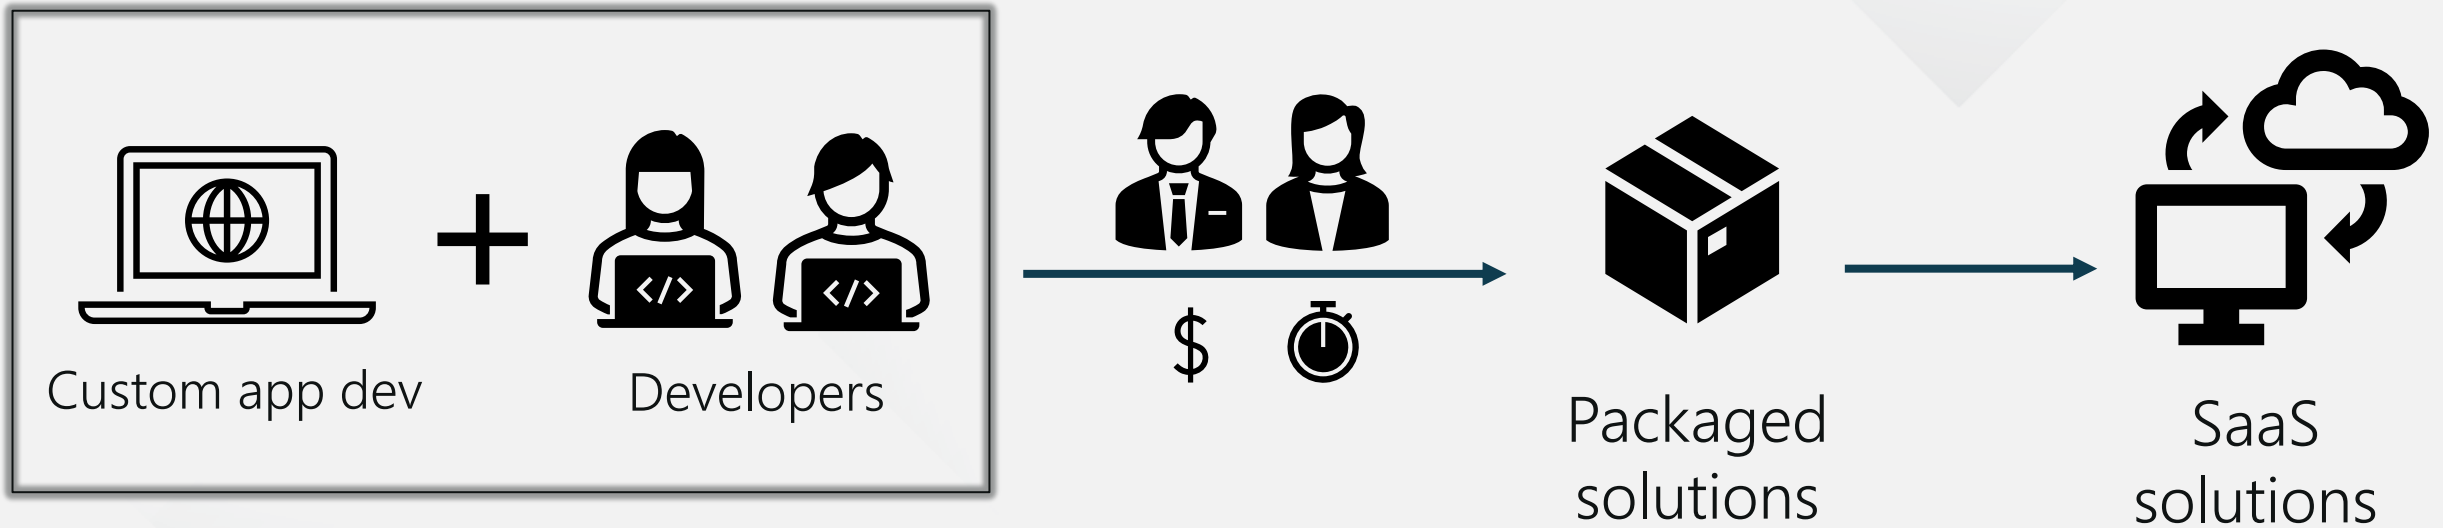 Custom app dev
Developers
</>
</>
$
Packaged
solutions
SaaS
solutions